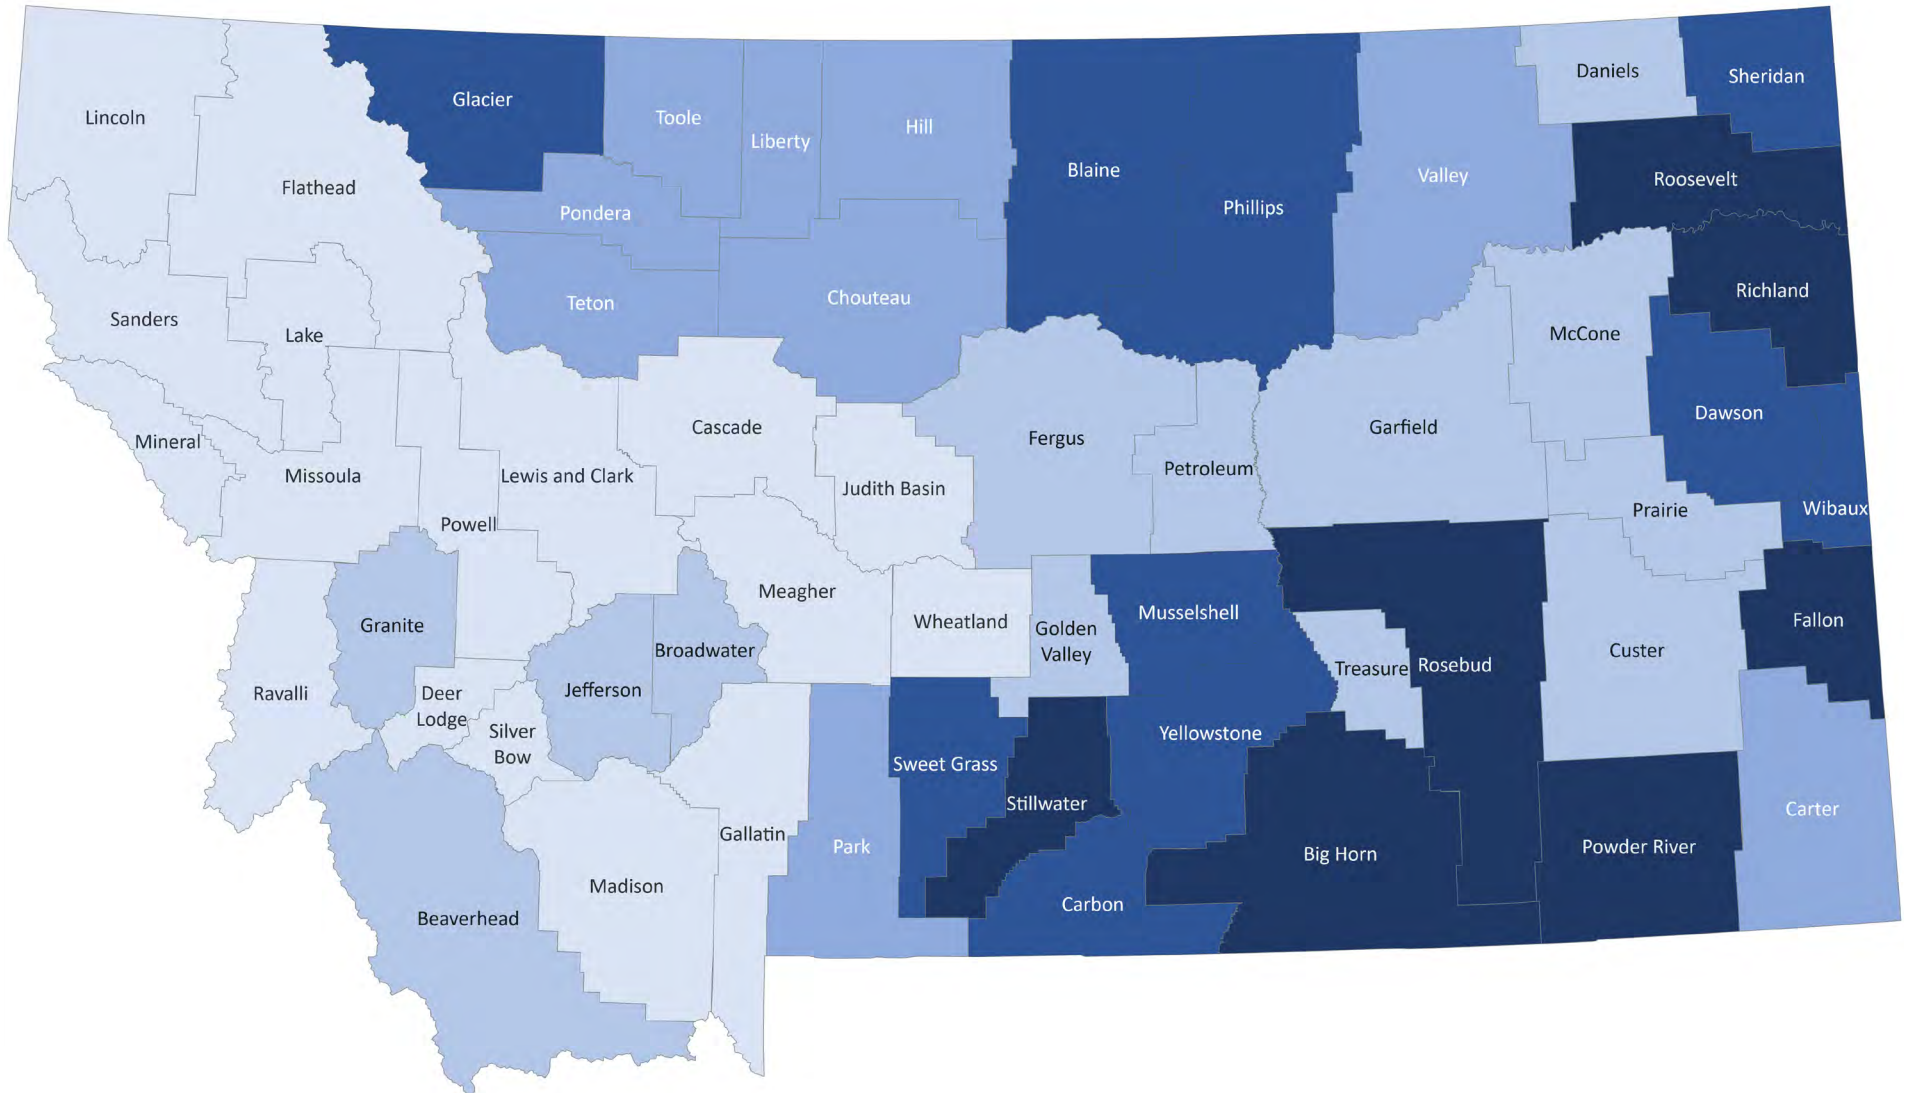 Lincoln
Flathead
Glacier
Toole
Liberty
Hill
Blaine
Phillips
Valley
Daniels
Sheridan
Roosevelt
Richland
Pondera
Teton
Chouteau
Sanders
Lake
McCone
Dawson
Wibaux
Mineral
Missoula
Powell
Lewis and Clark
Cascade
Judith Basin
Fergus
Petroleum
Garfield
Prairie
Granite
Ravalli
Deer
Lodge
Silver
Bow
Jefferson
Broadwater
Meagher
Wheatland
Golden
Valley
Musselshell
Treasure
Rosebud
Custer
Fallon
Beaverhead
Madison
Gallatin
Park
Sweet Grass
Stillwater
Yellowstone
Carbon
Big Horn
Powder River
Carter